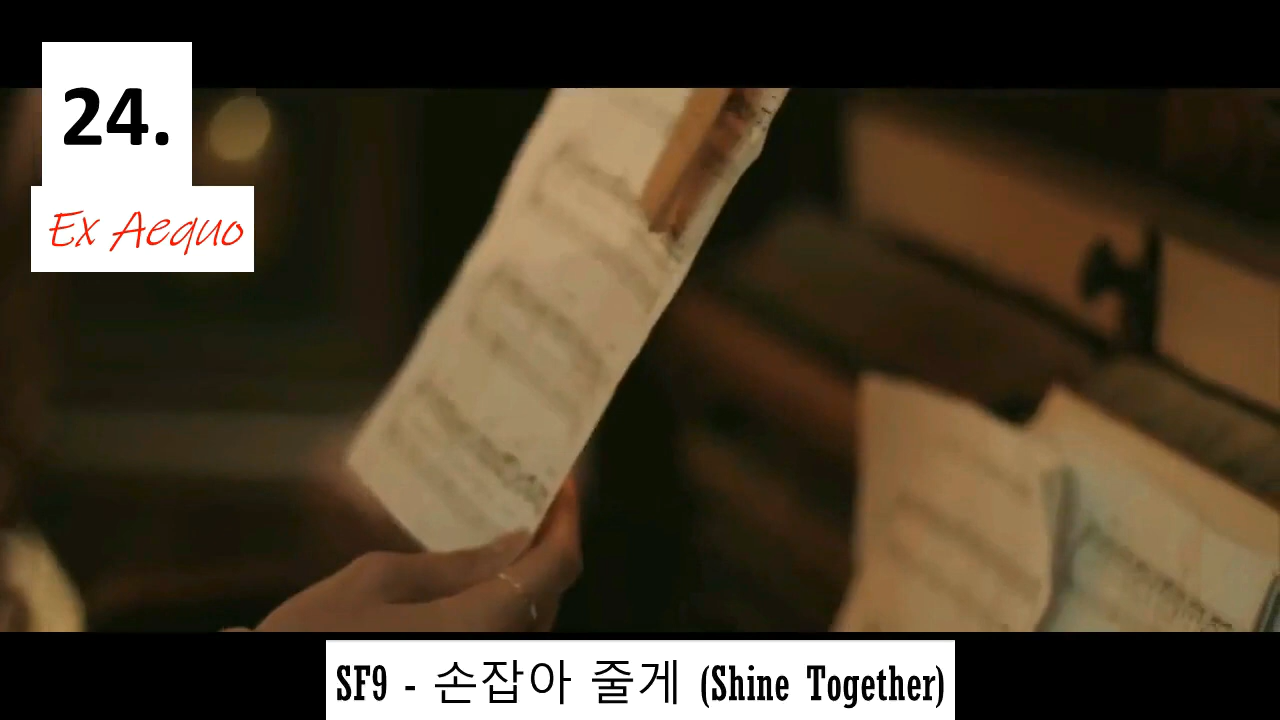 24.
Ex Aequo
SF9 - 손잡아 줄게 (Shine Together)